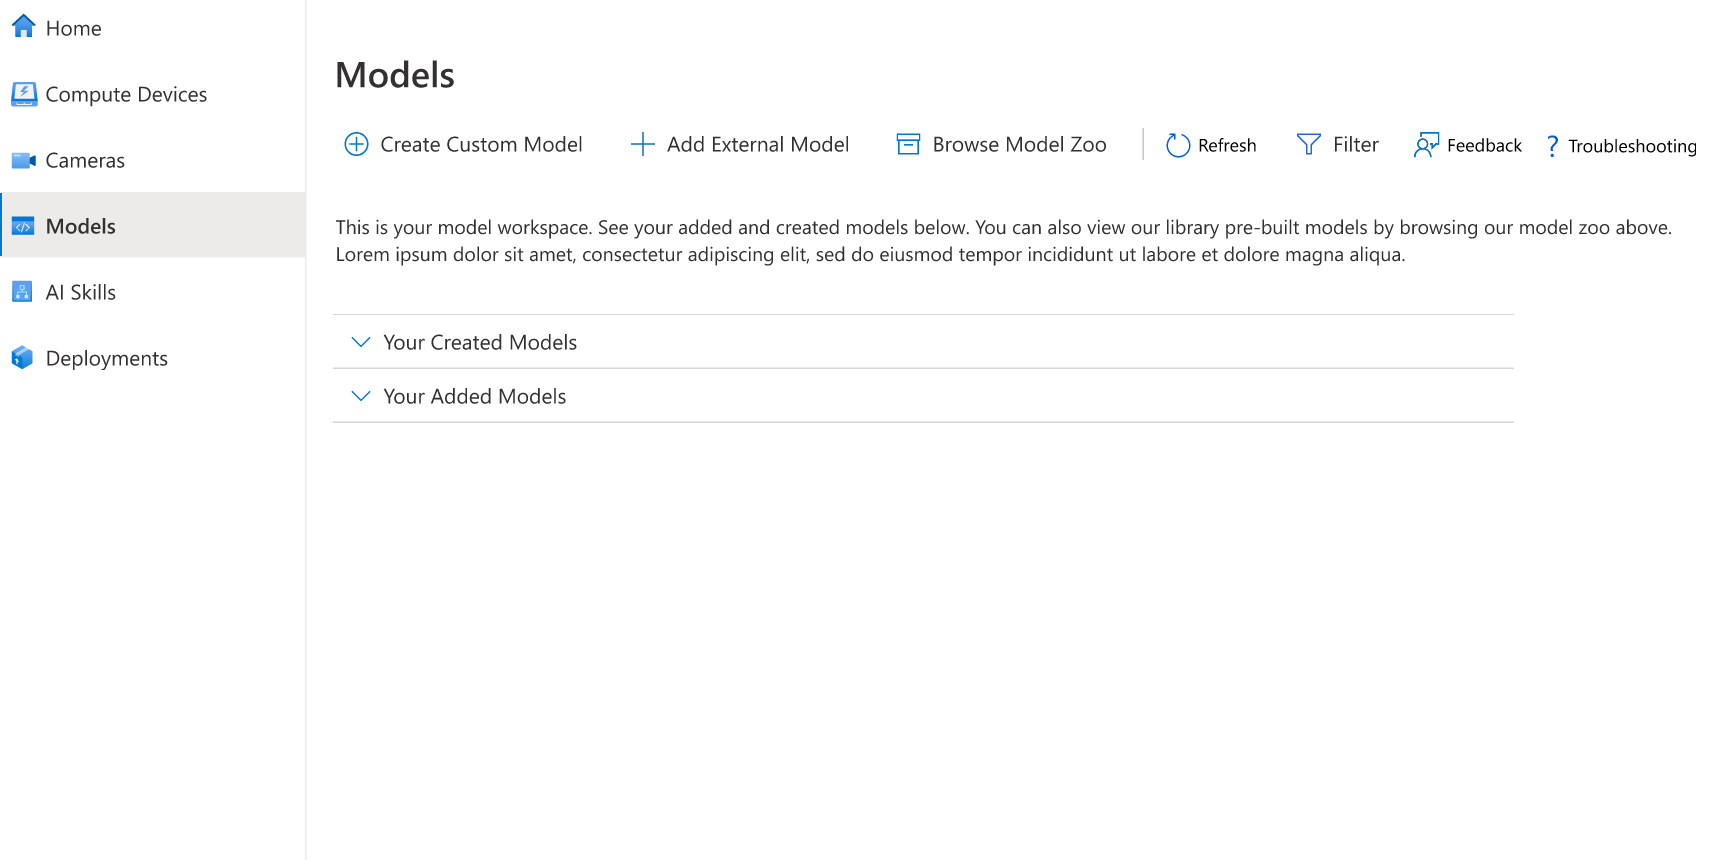 Home
Compute Devices
Cameras
Models
AI Skills
Deployments
Models
Create Custom Model
Add External Model
Browse Model Zoo
Refresh
Filter
Feedback
? Troubleshooting
This is your model workspace. See your added and created models below. You can also view our library pre-built models by browsing our model zoo above.
Lorem ipsum dolor sit amet, consectetur adipiscing elit, sed do eiusmod tempor incididunt ut labore et dolore magna aliqua.
Your Created Models
Your Added Models